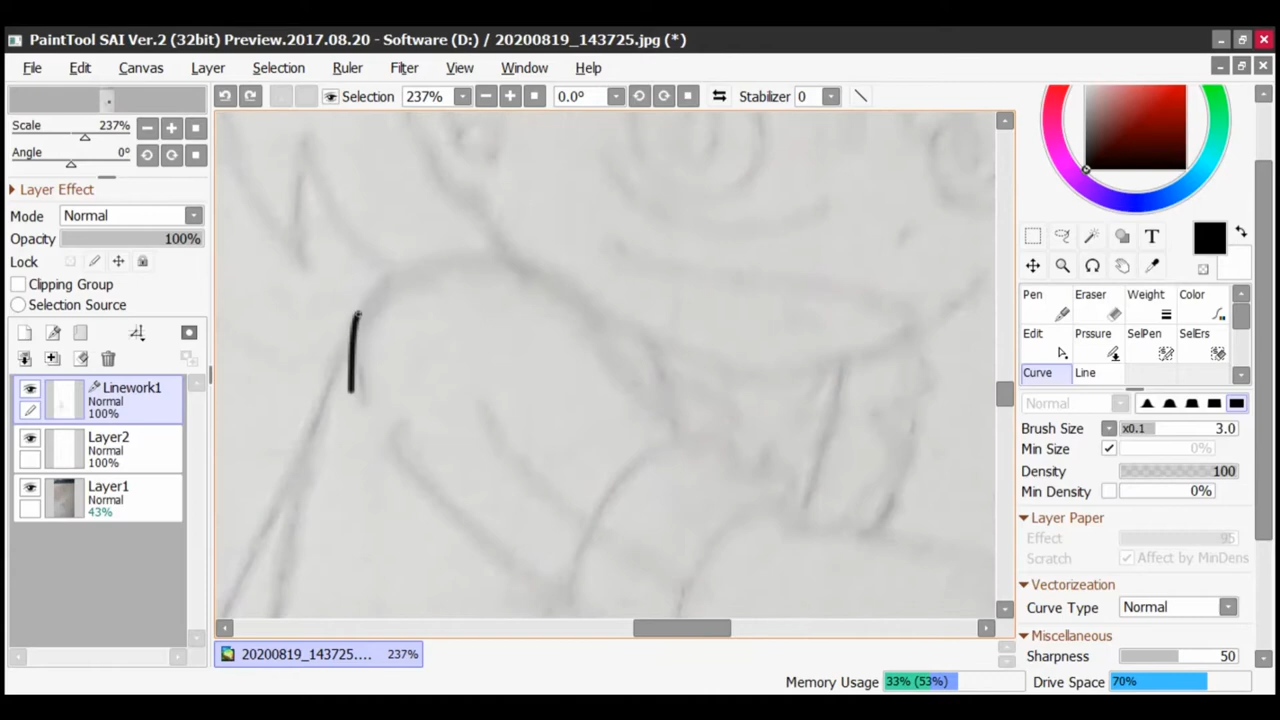 PaintTool SAI Ver.2 (32bit) Preview.2017.08.20 - Software (D:) / 20200819_143725.jpg (*)
File Edit Canvas Layer Selection Ruler Filter View Window Help
Selection 237% 0.0° Stabilizer 0
Scale 237%
Angle 0°
Layer Effect
Mode Normal
Opacity 100%
Lock
Clipping Group
Selection Source
Linework1
Normal
100%
Layer2
Normal
100%
Layer1
Normal
43%
T
Pen Eraser Weight Color
Edit Prssure SelPen SelErs
Curve Line
Normal
Brush Size x0.1 3.0
Min Size 0%
Density 100
Min Density 0%
Layer Paper
Effect 95
Scratch Affect by MinDens
Vectorizeation
Curve Type Normal
Miscellaneous
Sharpness 50
20200819_143725.... 237%
Memory Usage 33% (53%) Drive Space 70%